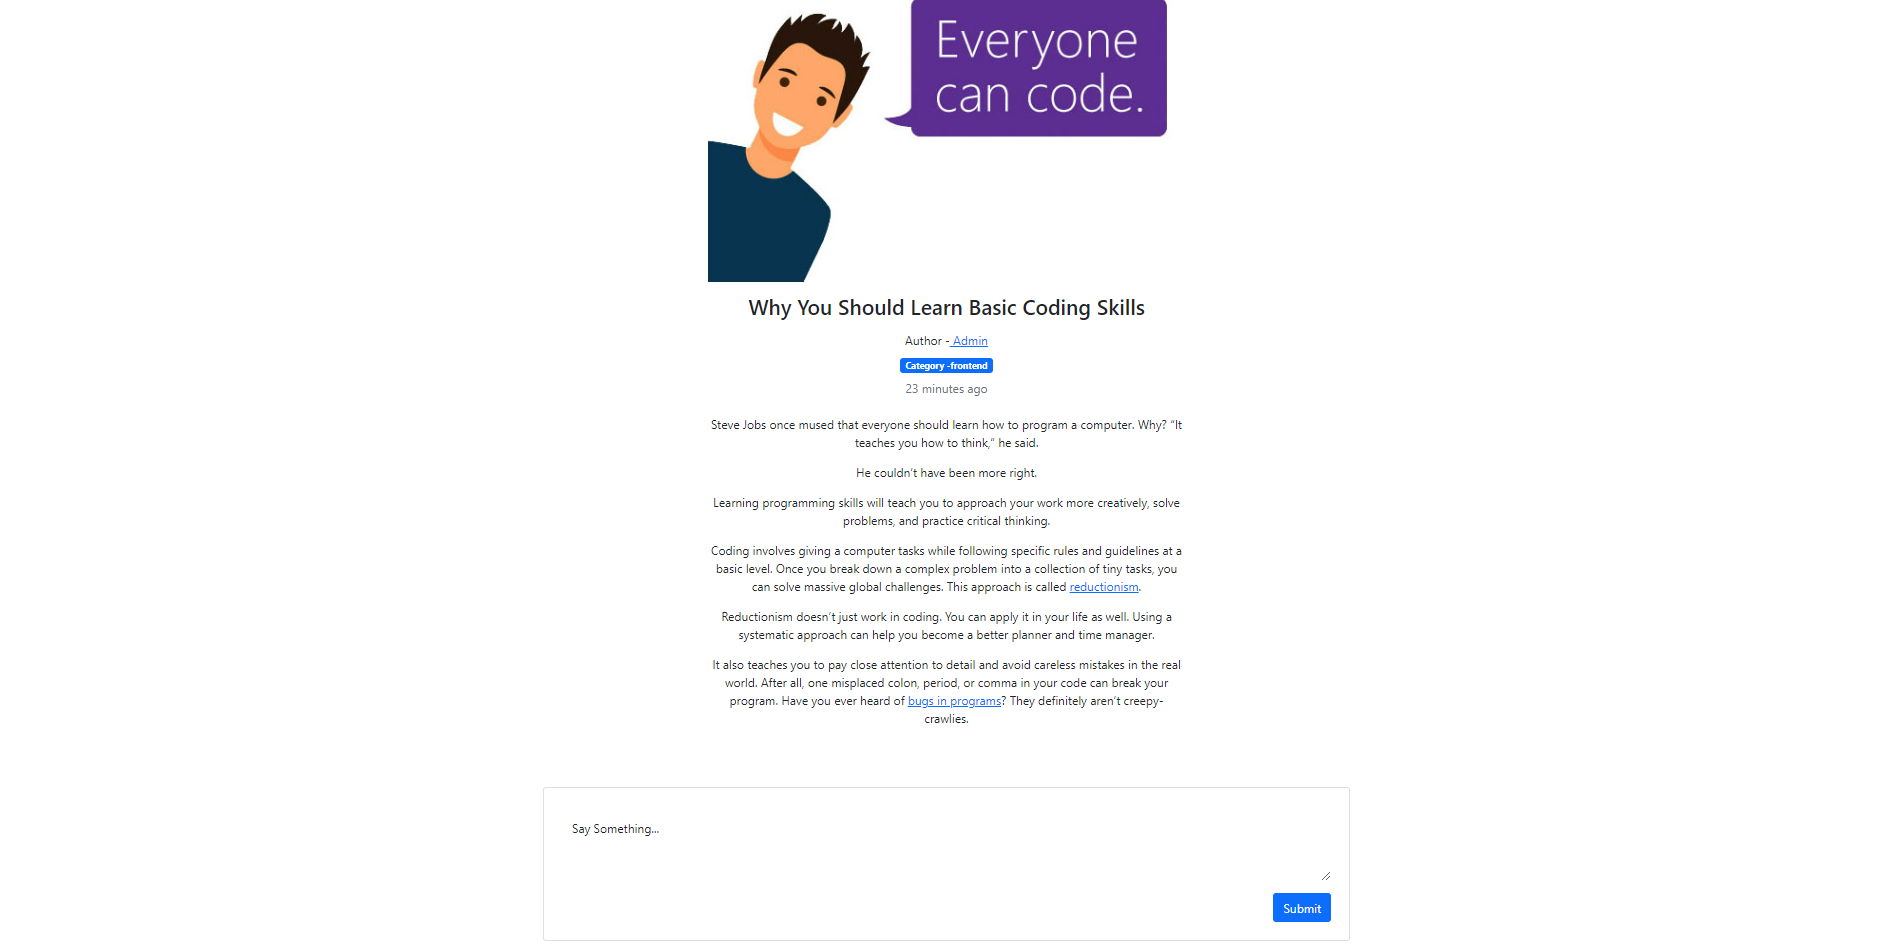 Everyone
can code.
Why You Should Learn Basic Coding Skills
Author - Admin
Category -frontend
23 minutes ago
Steve Jobs once mused that everyone should learn how to program a computer. Why? “It
teaches you how to think,” he said.
He couldn’t have been more right.
Learning programming skills will teach you to approach your work more creatively, solve
problems, and practice critical thinking.
Coding involves giving a computer tasks while following specific rules and guidelines at a
basic level. Once you break down a complex problem into a collection of tiny tasks, you
can solve massive global challenges. This approach is called reductionism.
Reductionism doesn’t just work in coding. You can apply it in your life as well. Using a
systematic approach can help you become a better planner and time manager.
It also teaches you to pay close attention to detail and avoid careless mistakes in the real
world. After all, one misplaced colon, period, or comma in your code can break your
program. Have you ever heard of bugs in programs? They definitely aren’t creepy-
crawlies.
Say Something...
Submit